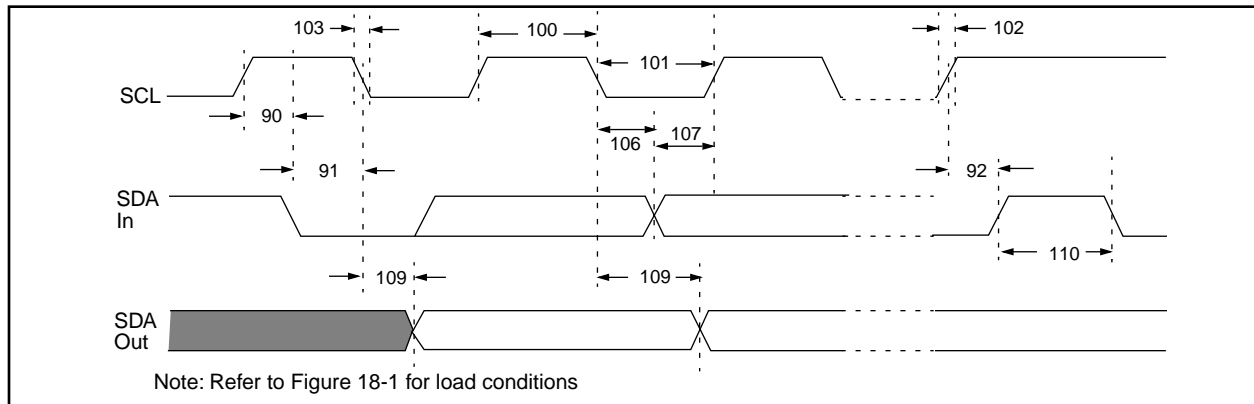 103
100
102
101
SCL
90
106
107
91
92
SDA
In
109
109
110
SDA
Out
Note: Refer to Figure 18-1 for load conditions